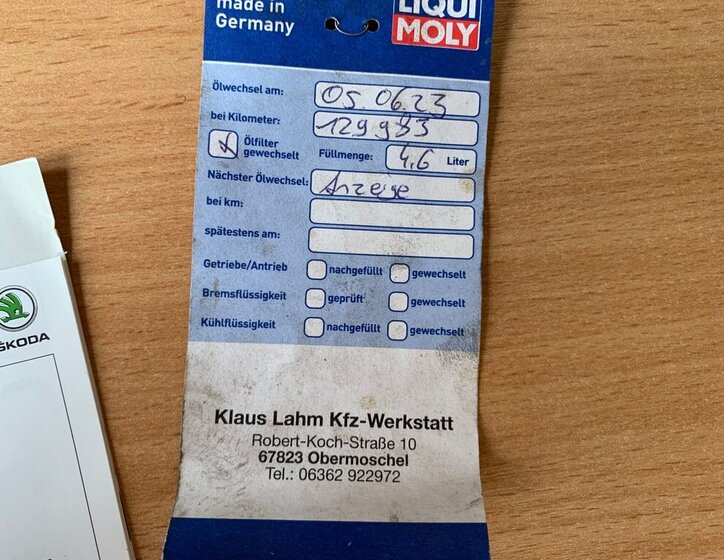 made in
Germany
LIQUI
MOLY
Ölwechsel am: 05.06.23
bei Kilometer: 129983
Ölfilter
gewechselt
Füllmenge: 4,6 Liter
Nächster Ölwechsel: Anzeige
bei km:
spätestens am:
Getriebe/Antrieb nachgefüllt gewechselt
Bremsflüssigkeit geprüft gewechselt
Kühlflüssigkeit nachgefüllt gewechselt
ŠKODA
Klaus Lahm Kfz-Werkstatt
Robert-Koch-Straße 10
67823 Obermoschel
Tel.: 06362 922972